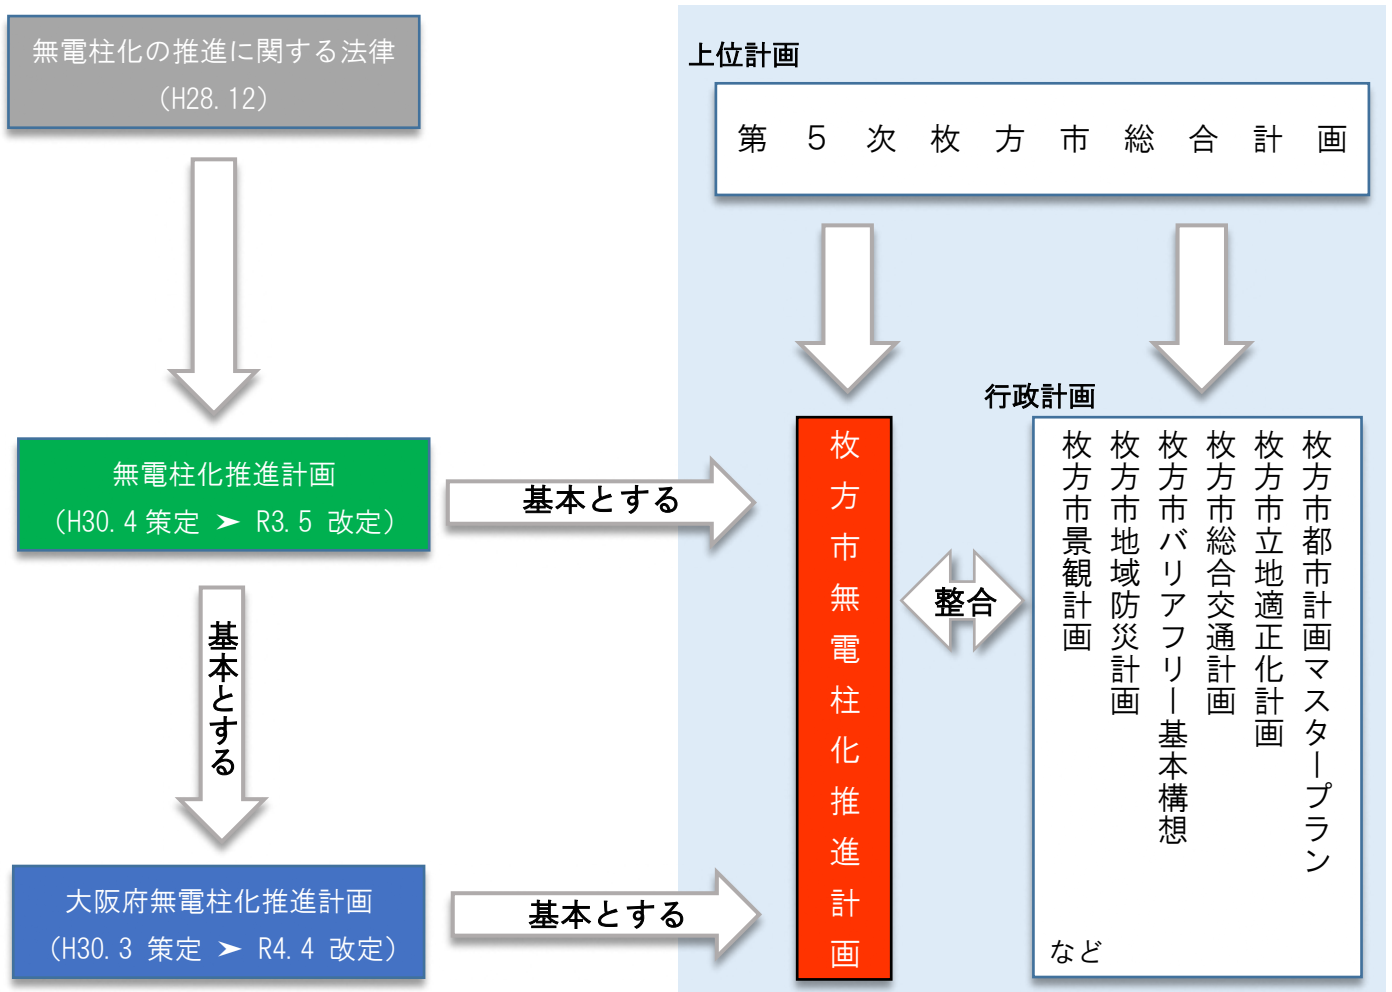 無電柱化の推進に関する法律
（H28.12）
上位計画
第５次枚方市総合計画
行政計画
無電柱化推進計画
（H30.4策定 ➤ R3.5 改定）
基本とする
枚方市無電柱化推進計画
整合
枚方市都市計画マスタープラン
枚方市立地適正化計画
枚方市総合交通計画
枚方市バリアフリー基本構想
枚方市地域防災計画
枚方市景観計画
など
基本とする
大阪府無電柱化推進計画
（H30.3 策定 ➤ R4.4 改定）
基本とする